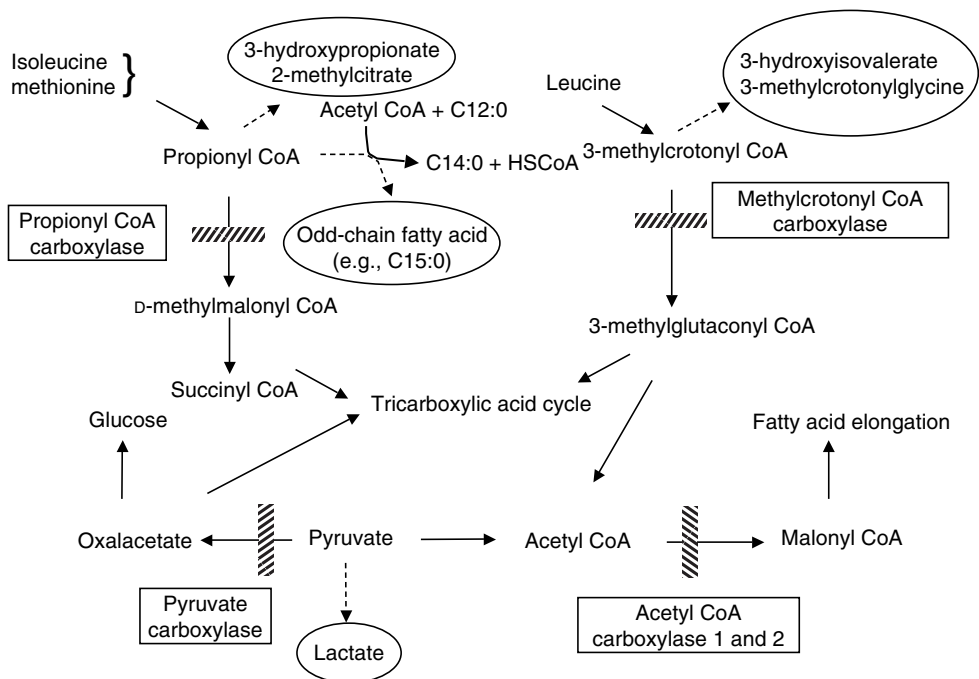 Isoleucine
methionine }
3-hydroxypropionate
2-methylcitrate
Acetyl CoA + C12:0
Propionyl CoA
C14:0 + HSCoA
Odd-chain fatty acid
(e.g., C15:0)
Propionyl CoA
carboxylase
D-methylmalonyl CoA
Succinyl CoA
Leucine
3-hydroxyisovalerate
3-methylcrotonylglycine
3-methylcrotonyl CoA
Methylcrotonyl CoA
carboxylase
3-methylglutaconyl CoA
Tricarboxylic acid cycle
Glucose
Fatty acid elongation
Oxalacetate
Pyruvate
Acetyl CoA
Malonyl CoA
Pyruvate
carboxylase
Lactate
Acetyl CoA
carboxylase 1 and 2